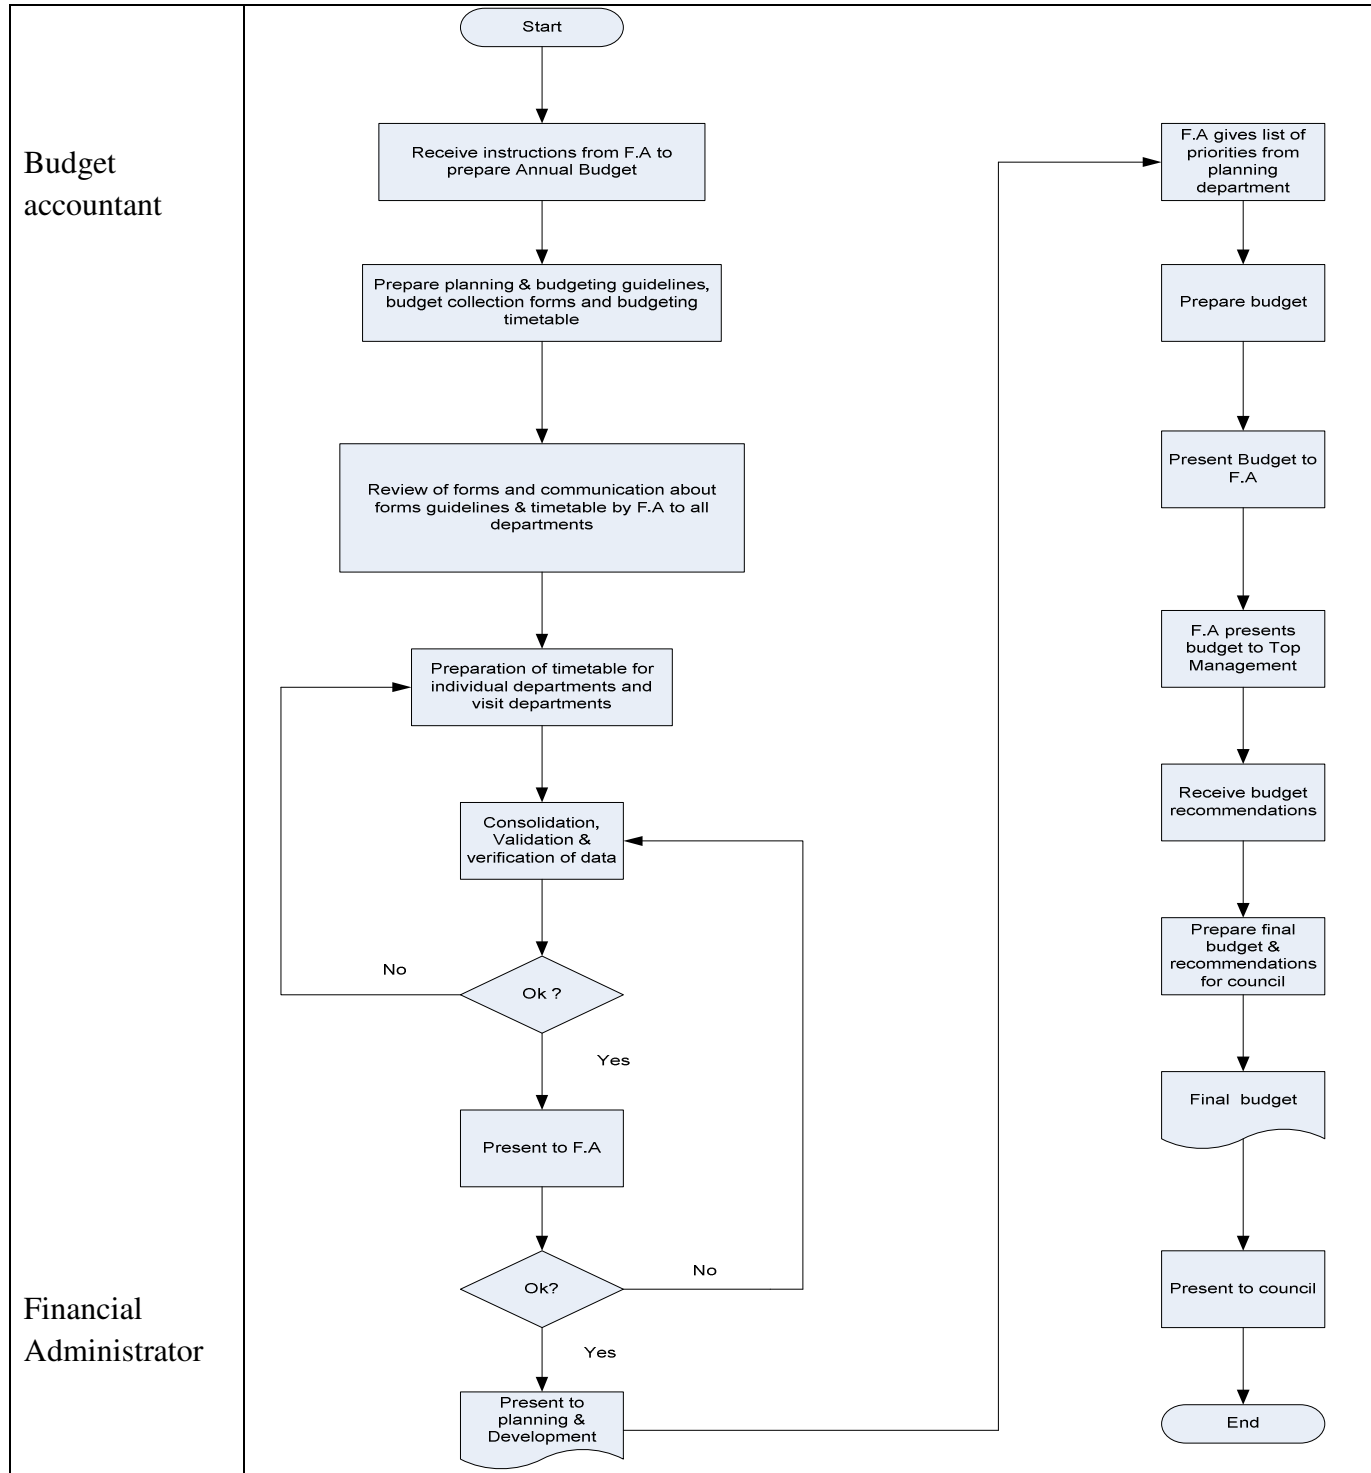 Budget
accountant
Financial
Administrator
Start
Receive instructions from F.A to
prepare Annual Budget
Prepare planning & budgeting guidelines,
budget collection forms and budgeting
timetable
Review of forms and communication about
forms guidelines & timetable by F.A to all
departments
Preparation of timetable for
individual departments and
visit departments
Consolidation,
Validation &
verification of data
Ok ?
No
Yes
Present to F.A
Ok?
No
Yes
Present to
planning &
Development
F.A gives list of
priorities from
planning
department
Prepare budget
Present Budget to
F.A
F.A presents
budget to Top
Management
Receive budget
recommendations
Prepare final
budget &
recommendations
for council
Final budget
Present to council
End